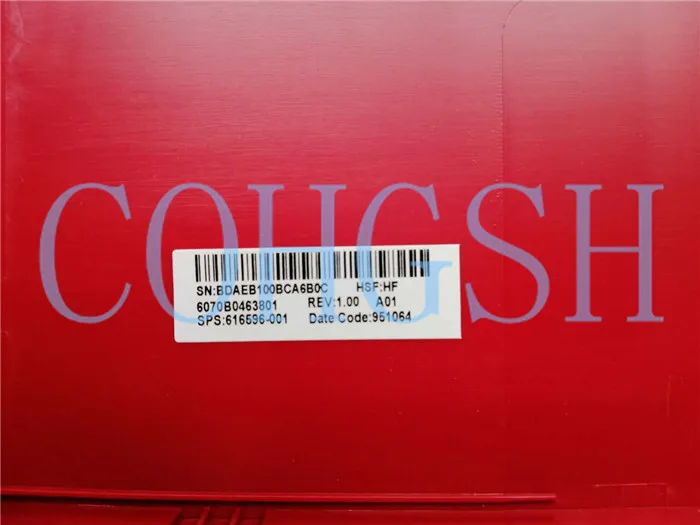 COUGSH
SN:BDAEB100BCA6B0C HSF:HF
6070B0463801 REV:1.00 A01
SPS:616596-001 Date Code:951064